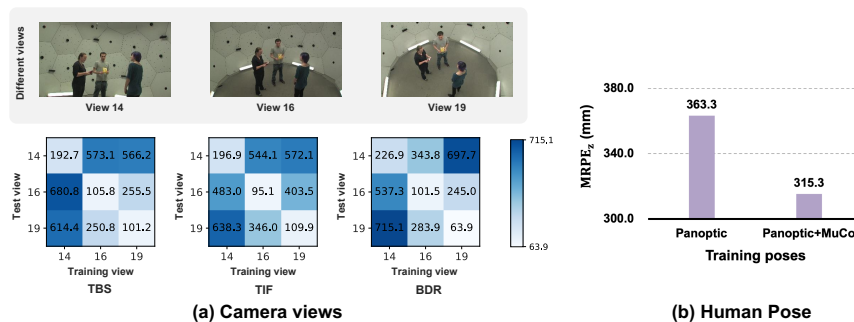 Different views
View 14
View 16
View 19
Test view
14
16
19
192.7 573.1 566.2
680.8 105.8 255.5
614.4 250.8 101.2
14 16 19
Training view
TBS
14
16
19
196.9 544.1 572.1
483.0 95.1 403.5
638.3 346.0 109.9
14 16 19
Training view
TIF
14
16
19
226.9 343.8 697.7
537.3 101.5 245.0
715.1 283.9 63.9
14 16 19
Training view
BDR
715.1
63.9
(a) Camera views
MRPEz (mm)
380.0
340.0
300.0
363.3
315.3
Panoptic
Panoptic+MuCo
Training poses
(b) Human Pose